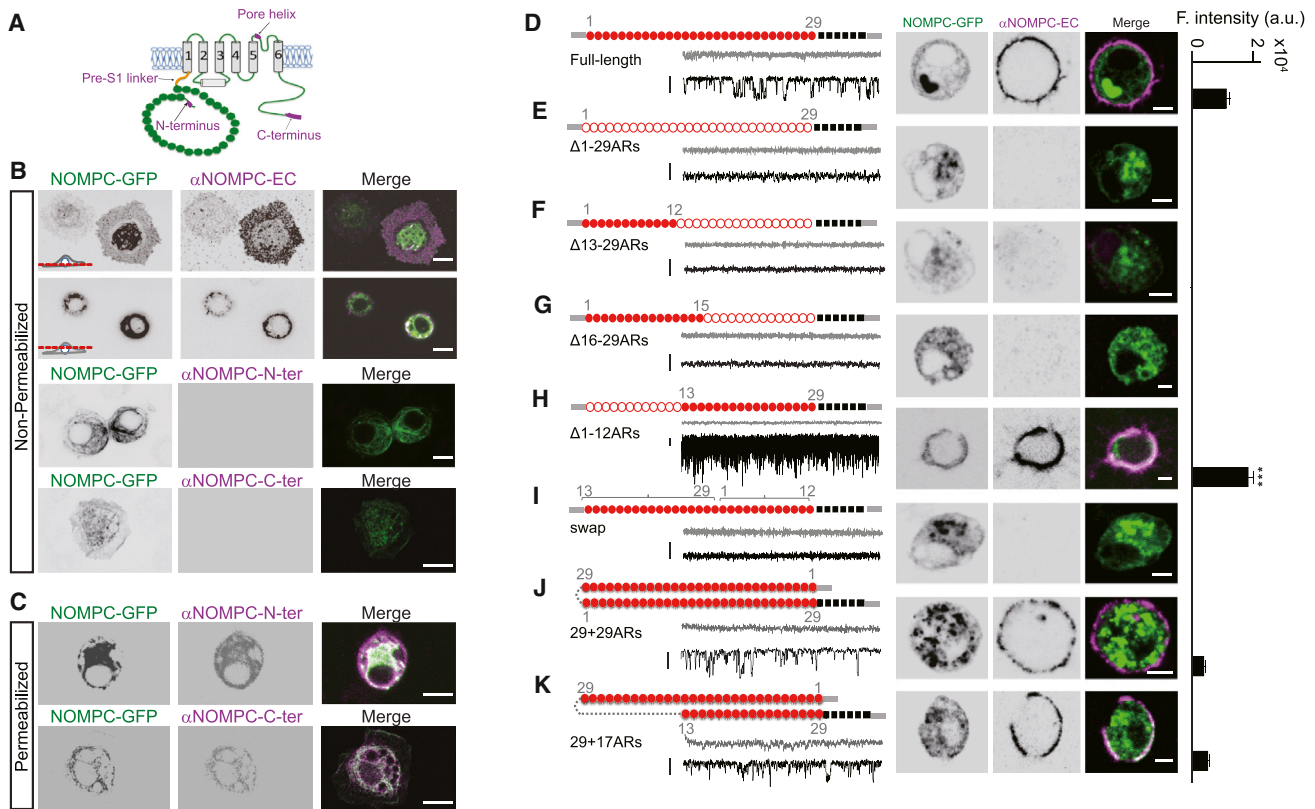 A
Pore helix
1 2 3 4 5 6
Pre-S1 linker
N-terminus
C-terminus
B
Non-Permeabilized
NOMPC-GFP αNOMPC-EC Merge
NOMPC-GFP αNOMPC-N-ter Merge
NOMPC-GFP αNOMPC-C-ter Merge
C
Permeabilized
NOMPC-GFP αNOMPC-N-ter Merge
NOMPC-GFP αNOMPC-C-ter Merge
NOMPC-GFP αNOMPC-EC Merge
F. intensity (a.u.)
0 2 x10⁴
D
1 29
Full-length
E
1 29
Δ1-29ARs
F
1 12
Δ13-29ARs
G
1 15
Δ16-29ARs
H
13 29
Δ1-12ARs
***
I
13 29 1 12
swap
J
29 1
1 29
29+29ARs
K
29 1
13 29
29+17ARs